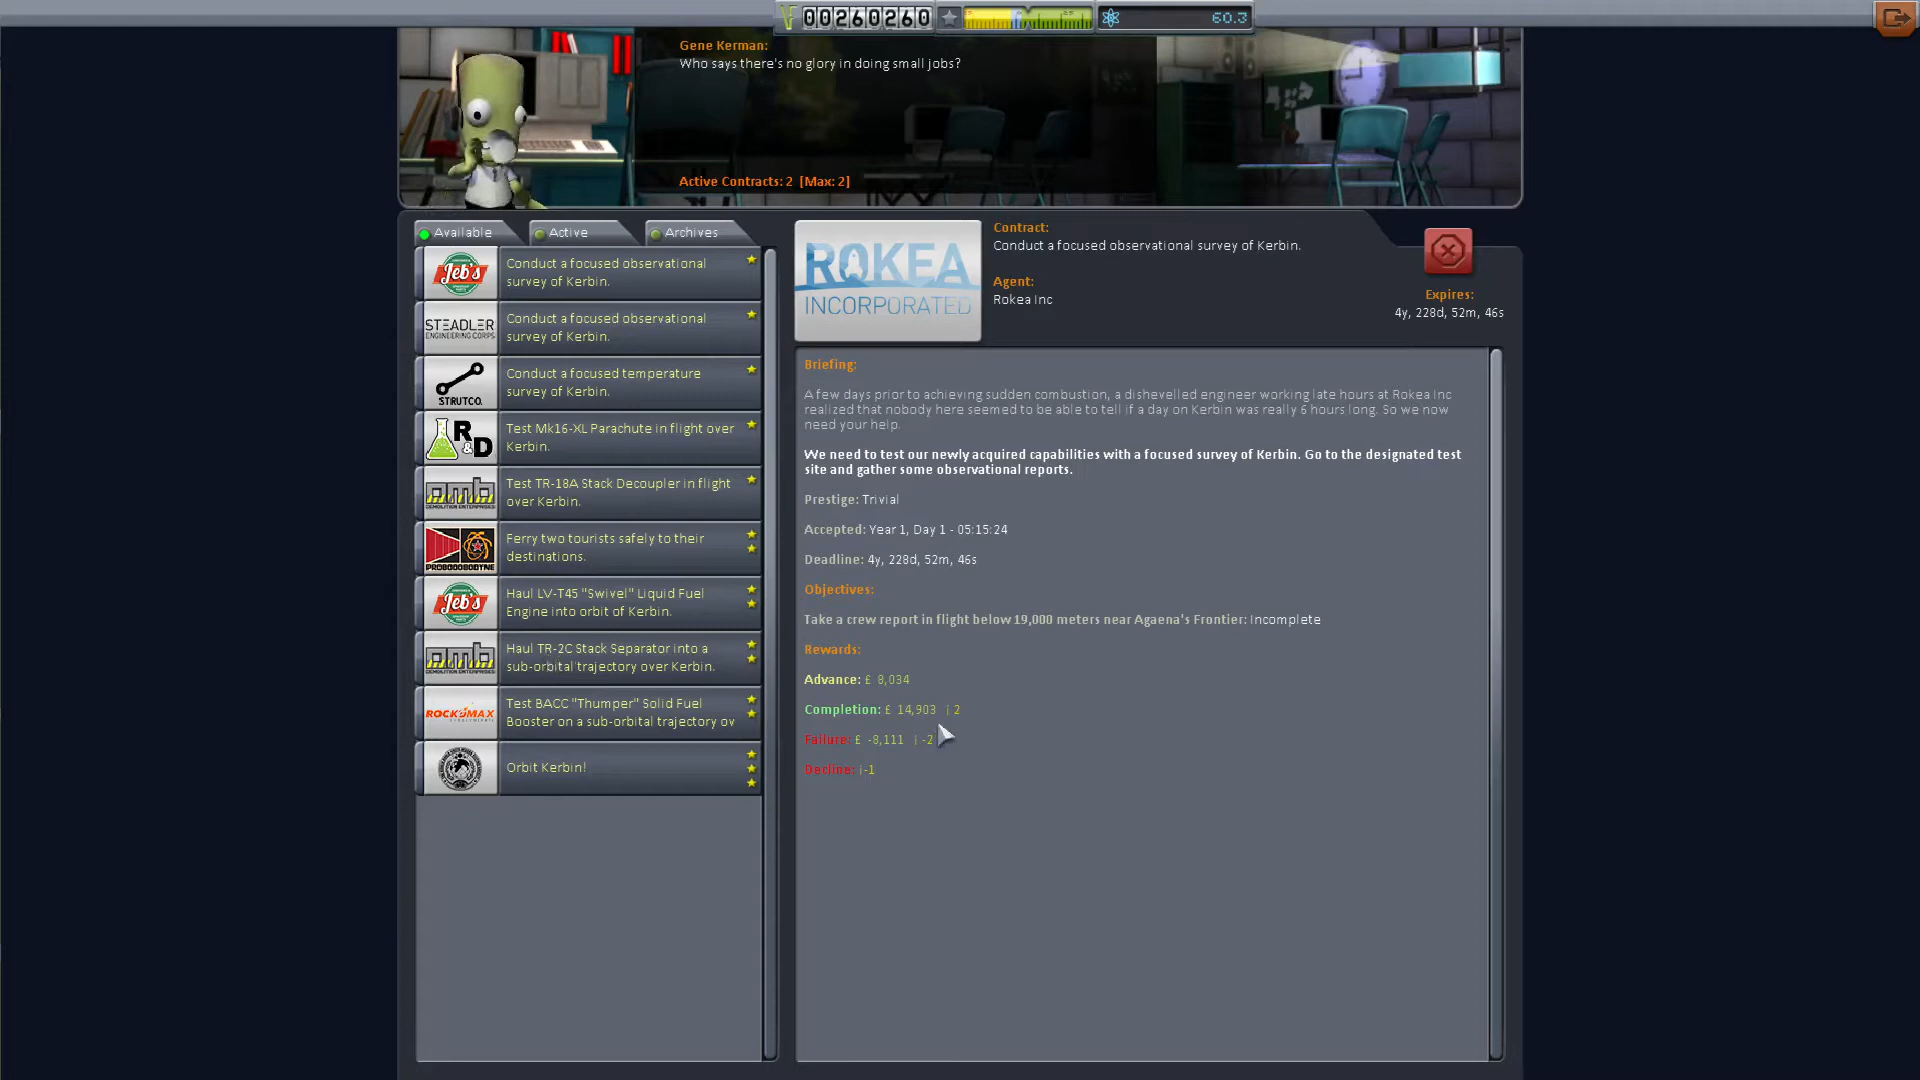 00260260
60.3
Gene Kerman:
Who says there's no glory in doing small jobs?
Active Contracts: 2 [Max: 2]
Available
Active
Archives
Jeb's
Conduct a focused observational
survey of Kerbin.
STEADLER
ENGINEERING CORPS
Conduct a focused observational
survey of Kerbin.
STRUTCO.
Conduct a focused temperature
survey of Kerbin.
R&D
Test Mk16-XL Parachute in flight over
Kerbin.
DEMOLITION ENTERPRISES
Test TR-18A Stack Decoupler in flight
over Kerbin.
PROBODOBODYNE
Ferry two tourists safely to their
destinations.
Jeb's
Haul LV-T45 "Swivel" Liquid Fuel
Engine into orbit of Kerbin.
DEMOLITION ENTERPRISES
Haul TR-2C Stack Separator into a
sub-orbital trajectory over Kerbin.
ROCKOMAX
Test BACC "Thumper" Solid Fuel
Booster on a sub-orbital trajectory ov
Orbit Kerbin!
ROKEA
INCORPORATED
Contract:
Conduct a focused observational survey of Kerbin.
Agent:
Rokea Inc
Expires:
4y, 228d, 52m, 46s
Briefing:
A few days prior to achieving sudden combustion, a dishevelled engineer working late hours at Rokea Inc
realized that nobody here seemed to be able to tell if a day on Kerbin was really 6 hours long. So we now
need your help.
We need to test our newly acquired capabilities with a focused survey of Kerbin. Go to the designated test
site and gather some observational reports.
Prestige: Trivial
Accepted: Year 1, Day 1 - 05:15:24
Deadline: 4y, 228d, 52m, 46s
Objectives:
Take a crew report in flight below 19,000 meters near Agaena's Frontier: Incomplete
Rewards:
Advance: £ 8,034
Completion: £ 14,903 ¡ 2
Failure: £ -8,111 ¡ -2
Decline: ¡ -1